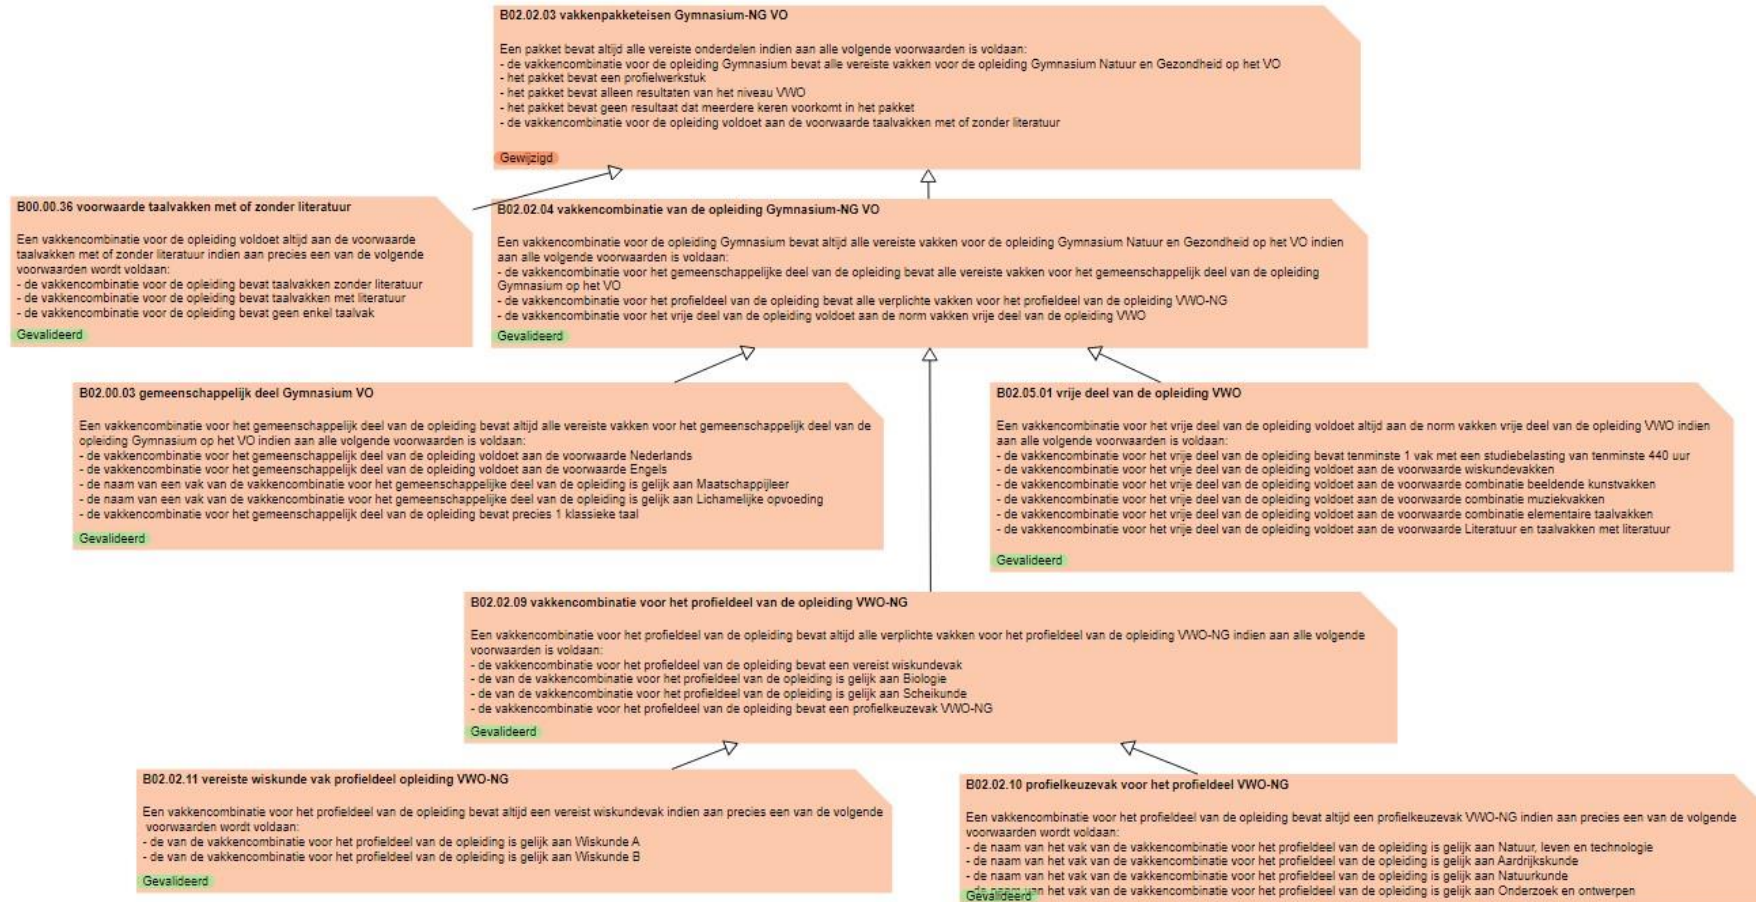 B02.02.03 vakkenpakketeisen Gymnasium-NG VO
Een pakket bevat altijd alle vereiste onderdelen indien aan alle volgende voorwaarden is voldaan:
- de vakkencombinatie voor de opleiding Gymnasium bevat alle vereiste vakken voor de opleiding Gymnasium Natuur en Gezondheid op het VO
- het pakket bevat een profielwerkstuk
- het pakket bevat alleen resultaten van het niveau VWO
- het pakket bevat geen resultaat dat meerdere keren voorkomt in het pakket
- de vakkencombinatie voor de opleiding voldoet aan de voorwaarde taalvakken met of zonder literatuur
Gewijzigd
B00.00.36 voorwaarde taalvakken met of zonder literatuur
Een vakkencombinatie voor de opleiding voldoet altijd aan de voorwaarde
taalvakken met of zonder literatuur indien aan precies een van de volgende
voorwaarden wordt voldaan:
- de vakkencombinatie voor de opleiding bevat taalvakken zonder literatuur
- de vakkencombinatie voor de opleiding bevat taalvakken met literatuur
- de vakkencombinatie voor de opleiding bevat geen enkel taalvak
Gevalideerd
B02.02.04 vakkencombinatie van de opleiding Gymnasium-NG VO
Een vakkencombinatie voor de opleiding Gymnasium bevat altijd alle vereiste vakken voor de opleiding Gymnasium Natuur en Gezondheid op het VO indien
aan alle volgende voorwaarden is voldaan:
- de vakkencombinatie voor het gemeenschappelijke deel van de opleiding bevat alle vereiste vakken voor het gemeenschappelijk deel van de opleiding
Gymnasium op het VO
- de vakkencombinatie voor het profieldeel van de opleiding bevat alle verplichte vakken voor het profieldeel van de opleiding VWO-NG
- de vakkencombinatie voor het vrije deel van de opleiding voldoet aan de norm vakken vrije deel van de opleiding VWO
Gevalideerd
B02.00.03 gemeenschappelijk deel Gymnasium VO
Een vakkencombinatie voor het gemeenschappelijk deel van de opleiding bevat altijd alle vereiste vakken voor het gemeenschappelijk deel van de
opleiding Gymnasium op het VO indien aan alle volgende voorwaarden is voldaan:
- de vakkencombinatie voor het gemeenschappelijk deel van de opleiding voldoet aan de voorwaarde Nederlands
- de vakkencombinatie voor het gemeenschappelijk deel van de opleiding voldoet aan de voorwaarde Engels
- de naam van een vak van de vakkencombinatie voor het gemeenschappelijke deel van de opleiding is gelijk aan Maatschappijleer
- de naam van een vak van de vakkencombinatie voor het gemeenschappelijke deel van de opleiding is gelijk aan Lichamelijke opvoeding
- de vakkencombinatie voor het gemeenschappelijk deel van de opleiding bevat precies 1 klassieke taal
Gevalideerd
B02.05.01 vrije deel van de opleiding VWO
Een vakkencombinatie voor het vrije deel van de opleiding voldoet altijd aan de norm vakken vrije deel van de opleiding VWO indien
aan alle volgende voorwaarden is voldaan:
- de vakkencombinatie voor het vrije deel van de opleiding bevat tenminste 1 vak met een studiebelasting van tenminste 440 uur
- de vakkencombinatie voor het vrije deel van de opleiding voldoet aan de voorwaarde wiskundevakken
- de vakkencombinatie voor het vrije deel van de opleiding voldoet aan de voorwaarde combinatie beeldende kunstvakken
- de vakkencombinatie voor het vrije deel van de opleiding voldoet aan de voorwaarde combinatie muziekvakken
- de vakkencombinatie voor het vrije deel van de opleiding voldoet aan de voorwaarde combinatie elementaire taalvakken
- de vakkencombinatie voor het vrije deel van de opleiding voldoet aan de voorwaarde Literatuur en taalvakken met literatuur
Gevalideerd
B02.02.09 vakkencombinatie voor het profieldeel van de opleiding VWO-NG
Een vakkencombinatie voor het profieldeel van de opleiding bevat altijd alle verplichte vakken voor het profieldeel van de opleiding VWO-NG indien aan alle volgende
voorwaarden is voldaan:
- de vakkencombinatie voor het profieldeel van de opleiding bevat een vereist wiskundevak
- de van de vakkencombinatie voor het profieldeel van de opleiding is gelijk aan Biologie
- de van de vakkencombinatie voor het profieldeel van de opleiding is gelijk aan Scheikunde
- de vakkencombinatie voor het profieldeel van de opleiding bevat een profielkeuzevak VWO-NG
Gevalideerd
B02.02.11 vereiste wiskunde vak profieldeel opleiding VWO-NG
Een vakkencombinatie voor het profieldeel van de opleiding bevat altijd een vereist wiskundevak indien aan precies een van de volgende
voorwaarden wordt voldaan:
- de van de vakkencombinatie voor het profieldeel van de opleiding is gelijk aan Wiskunde A
- de van de vakkencombinatie voor het profieldeel van de opleiding is gelijk aan Wiskunde B
Gevalideerd
B02.02.10 profielkeuzevak voor het profieldeel VWO-NG
Een vakkencombinatie voor het profieldeel van de opleiding bevat altijd een profielkeuzevak VWO-NG indien aan precies een van de volgende
voorwaarden wordt voldaan:
- de naam van het vak van de vakkencombinatie voor het profieldeel van de opleiding is gelijk aan Natuur, leven en technologie
- de naam van het vak van de vakkencombinatie voor het profieldeel van de opleiding is gelijk aan Aardrijkskunde
- de naam van het vak van de vakkencombinatie voor het profieldeel van de opleiding is gelijk aan Natuurkunde
- de naam van het vak van de vakkencombinatie voor het profieldeel van de opleiding is gelijk aan Onderzoek en ontwerpen
Gevalideerd